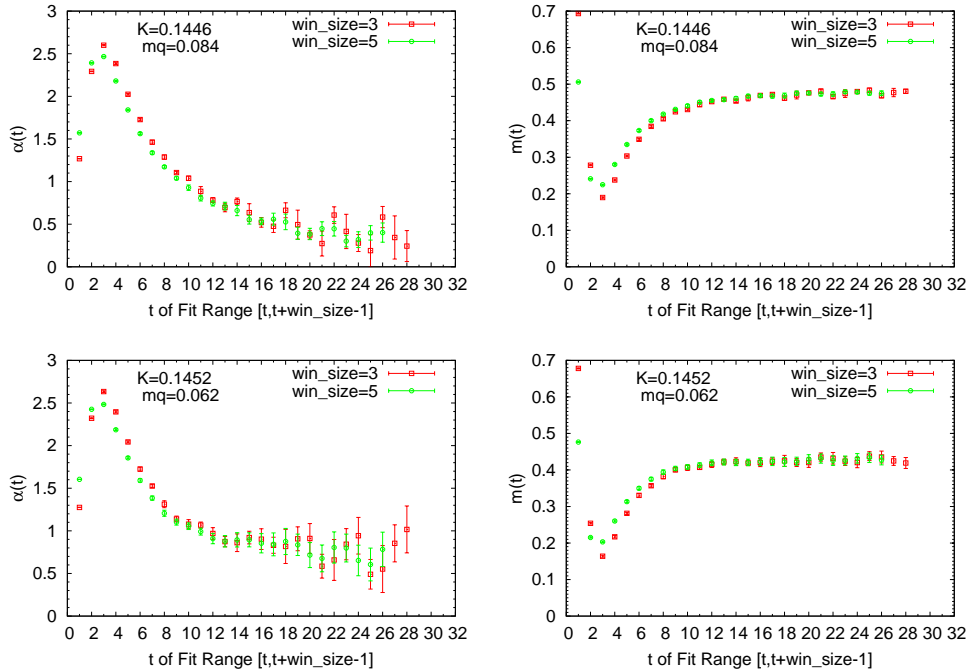 3
2.5
2
1.5
1
0.5
0
α(t)
K=0.1446
mq=0.084
win_size=3
win_size=5
0 2 4 6 8 10 12 14 16 18 20 22 24 26 28 30 32
t of Fit Range [t,t+win_size-1]
0.7
0.6
0.5
0.4
0.3
0.2
0.1
0
m(t)
K=0.1446
mq=0.084
win_size=3
win_size=5
0 2 4 6 8 10 12 14 16 18 20 22 24 26 28 30 32
t of Fit Range [t,t+win_size-1]
3
2.5
2
1.5
1
0.5
0
α(t)
K=0.1452
mq=0.062
win_size=3
win_size=5
0 2 4 6 8 10 12 14 16 18 20 22 24 26 28 30 32
t of Fit Range [t,t+win_size-1]
0.7
0.6
0.5
0.4
0.3
0.2
0.1
0
m(t)
K=0.1452
mq=0.062
win_size=3
win_size=5
0 2 4 6 8 10 12 14 16 18 20 22 24 26 28 30 32
t of Fit Range [t,t+win_size-1]